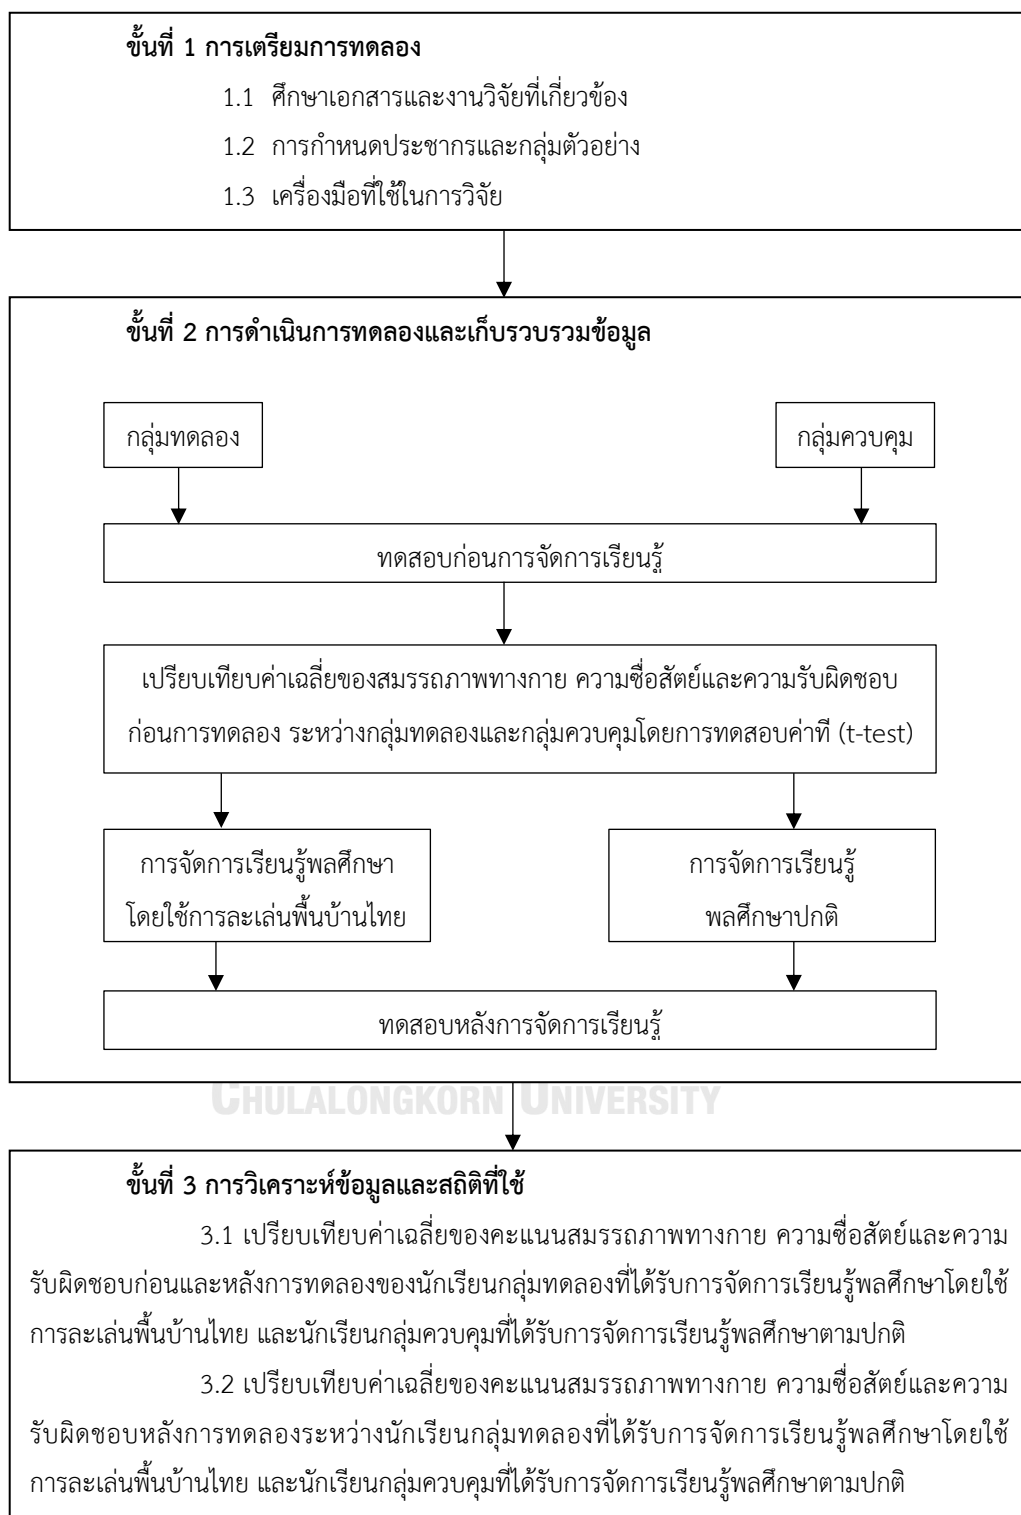 ขั้นที่ 1 การเตรียมการทดลอง
1.1 ศึกษาเอกสารและงานวิจัยที่เกี่ยวข้อง
1.2 การกำหนดประชากรและกลุ่มตัวอย่าง
1.3 เครื่องมือที่ใช้ในการวิจัย
ขั้นที่ 2 การดำเนินการทดลองและเก็บรวบรวมข้อมูล
กลุ่มทดลอง
กลุ่มควบคุม
ทดสอบก่อนการจัดการเรียนรู้
เปรียบเทียบค่าเฉลี่ยของสมรรถภาพทางกาย ความซื่อสัตย์และความรับผิดชอบ
ก่อนการทดลอง ระหว่างกลุ่มทดลองและกลุ่มควบคุมโดยการทดสอบค่าที (t-test)
การจัดการเรียนรู้พลศึกษา
โดยใช้การละเล่นพื้นบ้านไทย
การจัดการเรียนรู้
พลศึกษาปกติ
ทดสอบหลังการจัดการเรียนรู้
CHULALONGKORN UNIVERSITY
ขั้นที่ 3 การวิเคราะห์ข้อมูลและสถิติที่ใช้
3.1 เปรียบเทียบค่าเฉลี่ยของคะแนนสมรรถภาพทางกาย ความซื่อสัตย์และความ
รับผิดชอบก่อนและหลังการทดลองของนักเรียนกลุ่มทดลองที่ได้รับการจัดการเรียนรู้พลศึกษาโดยใช้
การละเล่นพื้นบ้านไทย และนักเรียนกลุ่มควบคุมที่ได้รับการจัดการเรียนรู้พลศึกษาตามปกติ
3.2 เปรียบเทียบค่าเฉลี่ยของคะแนนสมรรถภาพทางกาย ความซื่อสัตย์และความ
รับผิดชอบหลังการทดลองระหว่างนักเรียนกลุ่มทดลองที่ได้รับการจัดการเรียนรู้พลศึกษาโดยใช้
การละเล่นพื้นบ้านไทย และนักเรียนกลุ่มควบคุมที่ได้รับการจัดการเรียนรู้พลศึกษาตามปกติ